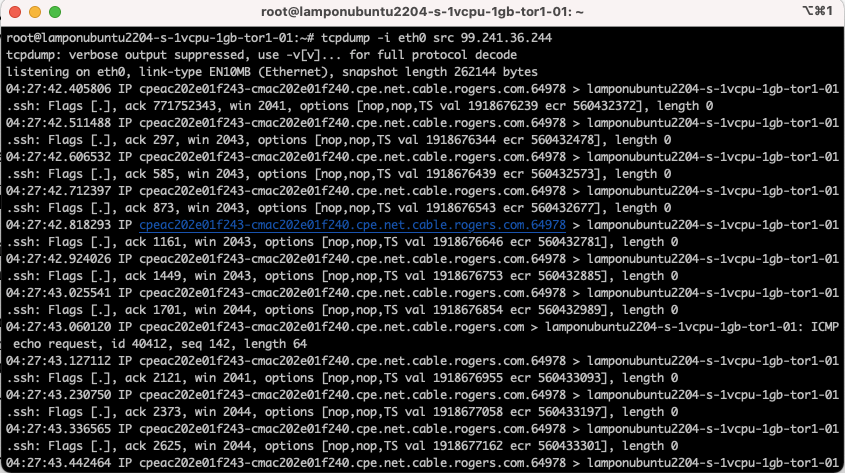 root@lamponubuntu2204-s-1vcpu-1gb-tor1-01: ~
⌥⌘1
root@lamponubuntu2204-s-1vcpu-1gb-tor1-01:~# tcpdump -i eth0 src 99.241.36.244
tcpdump: verbose output suppressed, use -v[v]... for full protocol decode
listening on eth0, link-type EN10MB (Ethernet), snapshot length 262144 bytes
04:27:42.405806 IP cpeac202e01f243-cmac202e01f240.cpe.net.cable.rogers.com.64978 > lamponubuntu2204-s-1vcpu-1gb-tor1-01
.ssh: Flags [.], ack 771752343, win 2041, options [nop,nop,TS val 1918676239 ecr 560432372], length 0
04:27:42.511488 IP cpeac202e01f243-cmac202e01f240.cpe.net.cable.rogers.com.64978 > lamponubuntu2204-s-1vcpu-1gb-tor1-01
.ssh: Flags [.], ack 297, win 2043, options [nop,nop,TS val 1918676344 ecr 560432478], length 0
04:27:42.606532 IP cpeac202e01f243-cmac202e01f240.cpe.net.cable.rogers.com.64978 > lamponubuntu2204-s-1vcpu-1gb-tor1-01
.ssh: Flags [.], ack 585, win 2043, options [nop,nop,TS val 1918676439 ecr 560432573], length 0
04:27:42.712397 IP cpeac202e01f243-cmac202e01f240.cpe.net.cable.rogers.com.64978 > lamponubuntu2204-s-1vcpu-1gb-tor1-01
.ssh: Flags [.], ack 873, win 2043, options [nop,nop,TS val 1918676543 ecr 560432677], length 0
04:27:42.818293 IP cpeac202e01f243-cmac202e01f240.cpe.net.cable.rogers.com.64978 > lamponubuntu2204-s-1vcpu-1gb-tor1-01
.ssh: Flags [.], ack 1161, win 2043, options [nop,nop,TS val 1918676646 ecr 560432781], length 0
04:27:42.924026 IP cpeac202e01f243-cmac202e01f240.cpe.net.cable.rogers.com.64978 > lamponubuntu2204-s-1vcpu-1gb-tor1-01
.ssh: Flags [.], ack 1449, win 2043, options [nop,nop,TS val 1918676753 ecr 560432885], length 0
04:27:43.025541 IP cpeac202e01f243-cmac202e01f240.cpe.net.cable.rogers.com.64978 > lamponubuntu2204-s-1vcpu-1gb-tor1-01
.ssh: Flags [.], ack 1701, win 2044, options [nop,nop,TS val 1918676854 ecr 560432989], length 0
04:27:43.060120 IP cpeac202e01f243-cmac202e01f240.cpe.net.cable.rogers.com > lamponubuntu2204-s-1vcpu-1gb-tor1-01: ICMP
echo request, id 40412, seq 142, length 64
04:27:43.127112 IP cpeac202e01f243-cmac202e01f240.cpe.net.cable.rogers.com.64978 > lamponubuntu2204-s-1vcpu-1gb-tor1-01
.ssh: Flags [.], ack 2121, win 2041, options [nop,nop,TS val 1918676955 ecr 560433093], length 0
04:27:43.230750 IP cpeac202e01f243-cmac202e01f240.cpe.net.cable.rogers.com.64978 > lamponubuntu2204-s-1vcpu-1gb-tor1-01
.ssh: Flags [.], ack 2373, win 2044, options [nop,nop,TS val 1918677058 ecr 560433197], length 0
04:27:43.336565 IP cpeac202e01f243-cmac202e01f240.cpe.net.cable.rogers.com.64978 > lamponubuntu2204-s-1vcpu-1gb-tor1-01
.ssh: Flags [.], ack 2625, win 2044, options [nop,nop,TS val 1918677162 ecr 560433301], length 0
04:27:43.442464 IP cpeac202e01f243-cmac202e01f240.cpe.net.cable.rogers.com.64978 > lamponubuntu2204-s-1vcpu-1gb-tor1-01